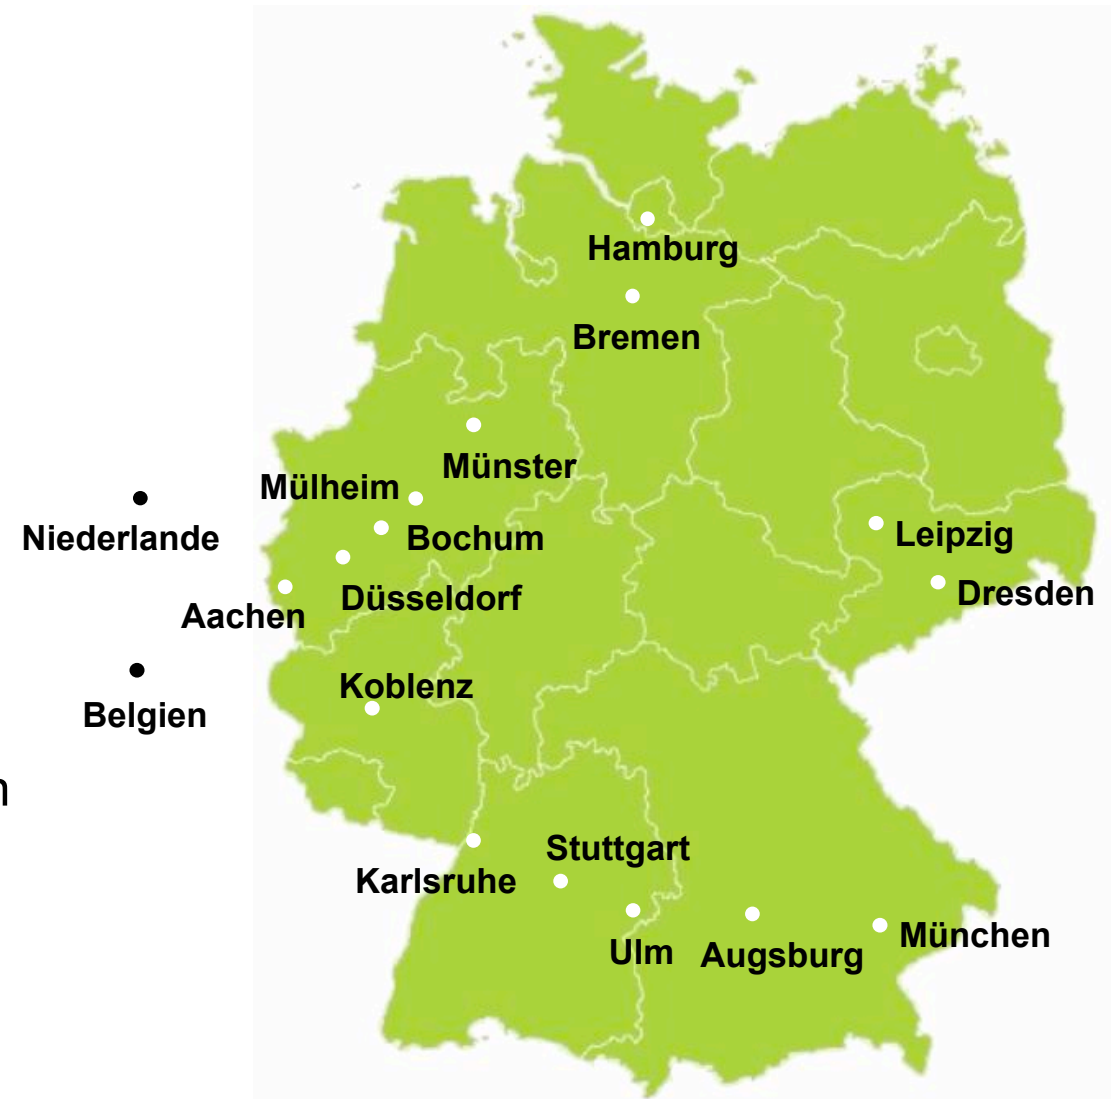 Hamburg
Bremen
Münster
Mülheim
Niederlande
Bochum
Leipzig
Düsseldorf
Dresden
Aachen
Koblenz
Belgien
n
Stuttgart
Karlsruhe
Ulm
Augsburg
München